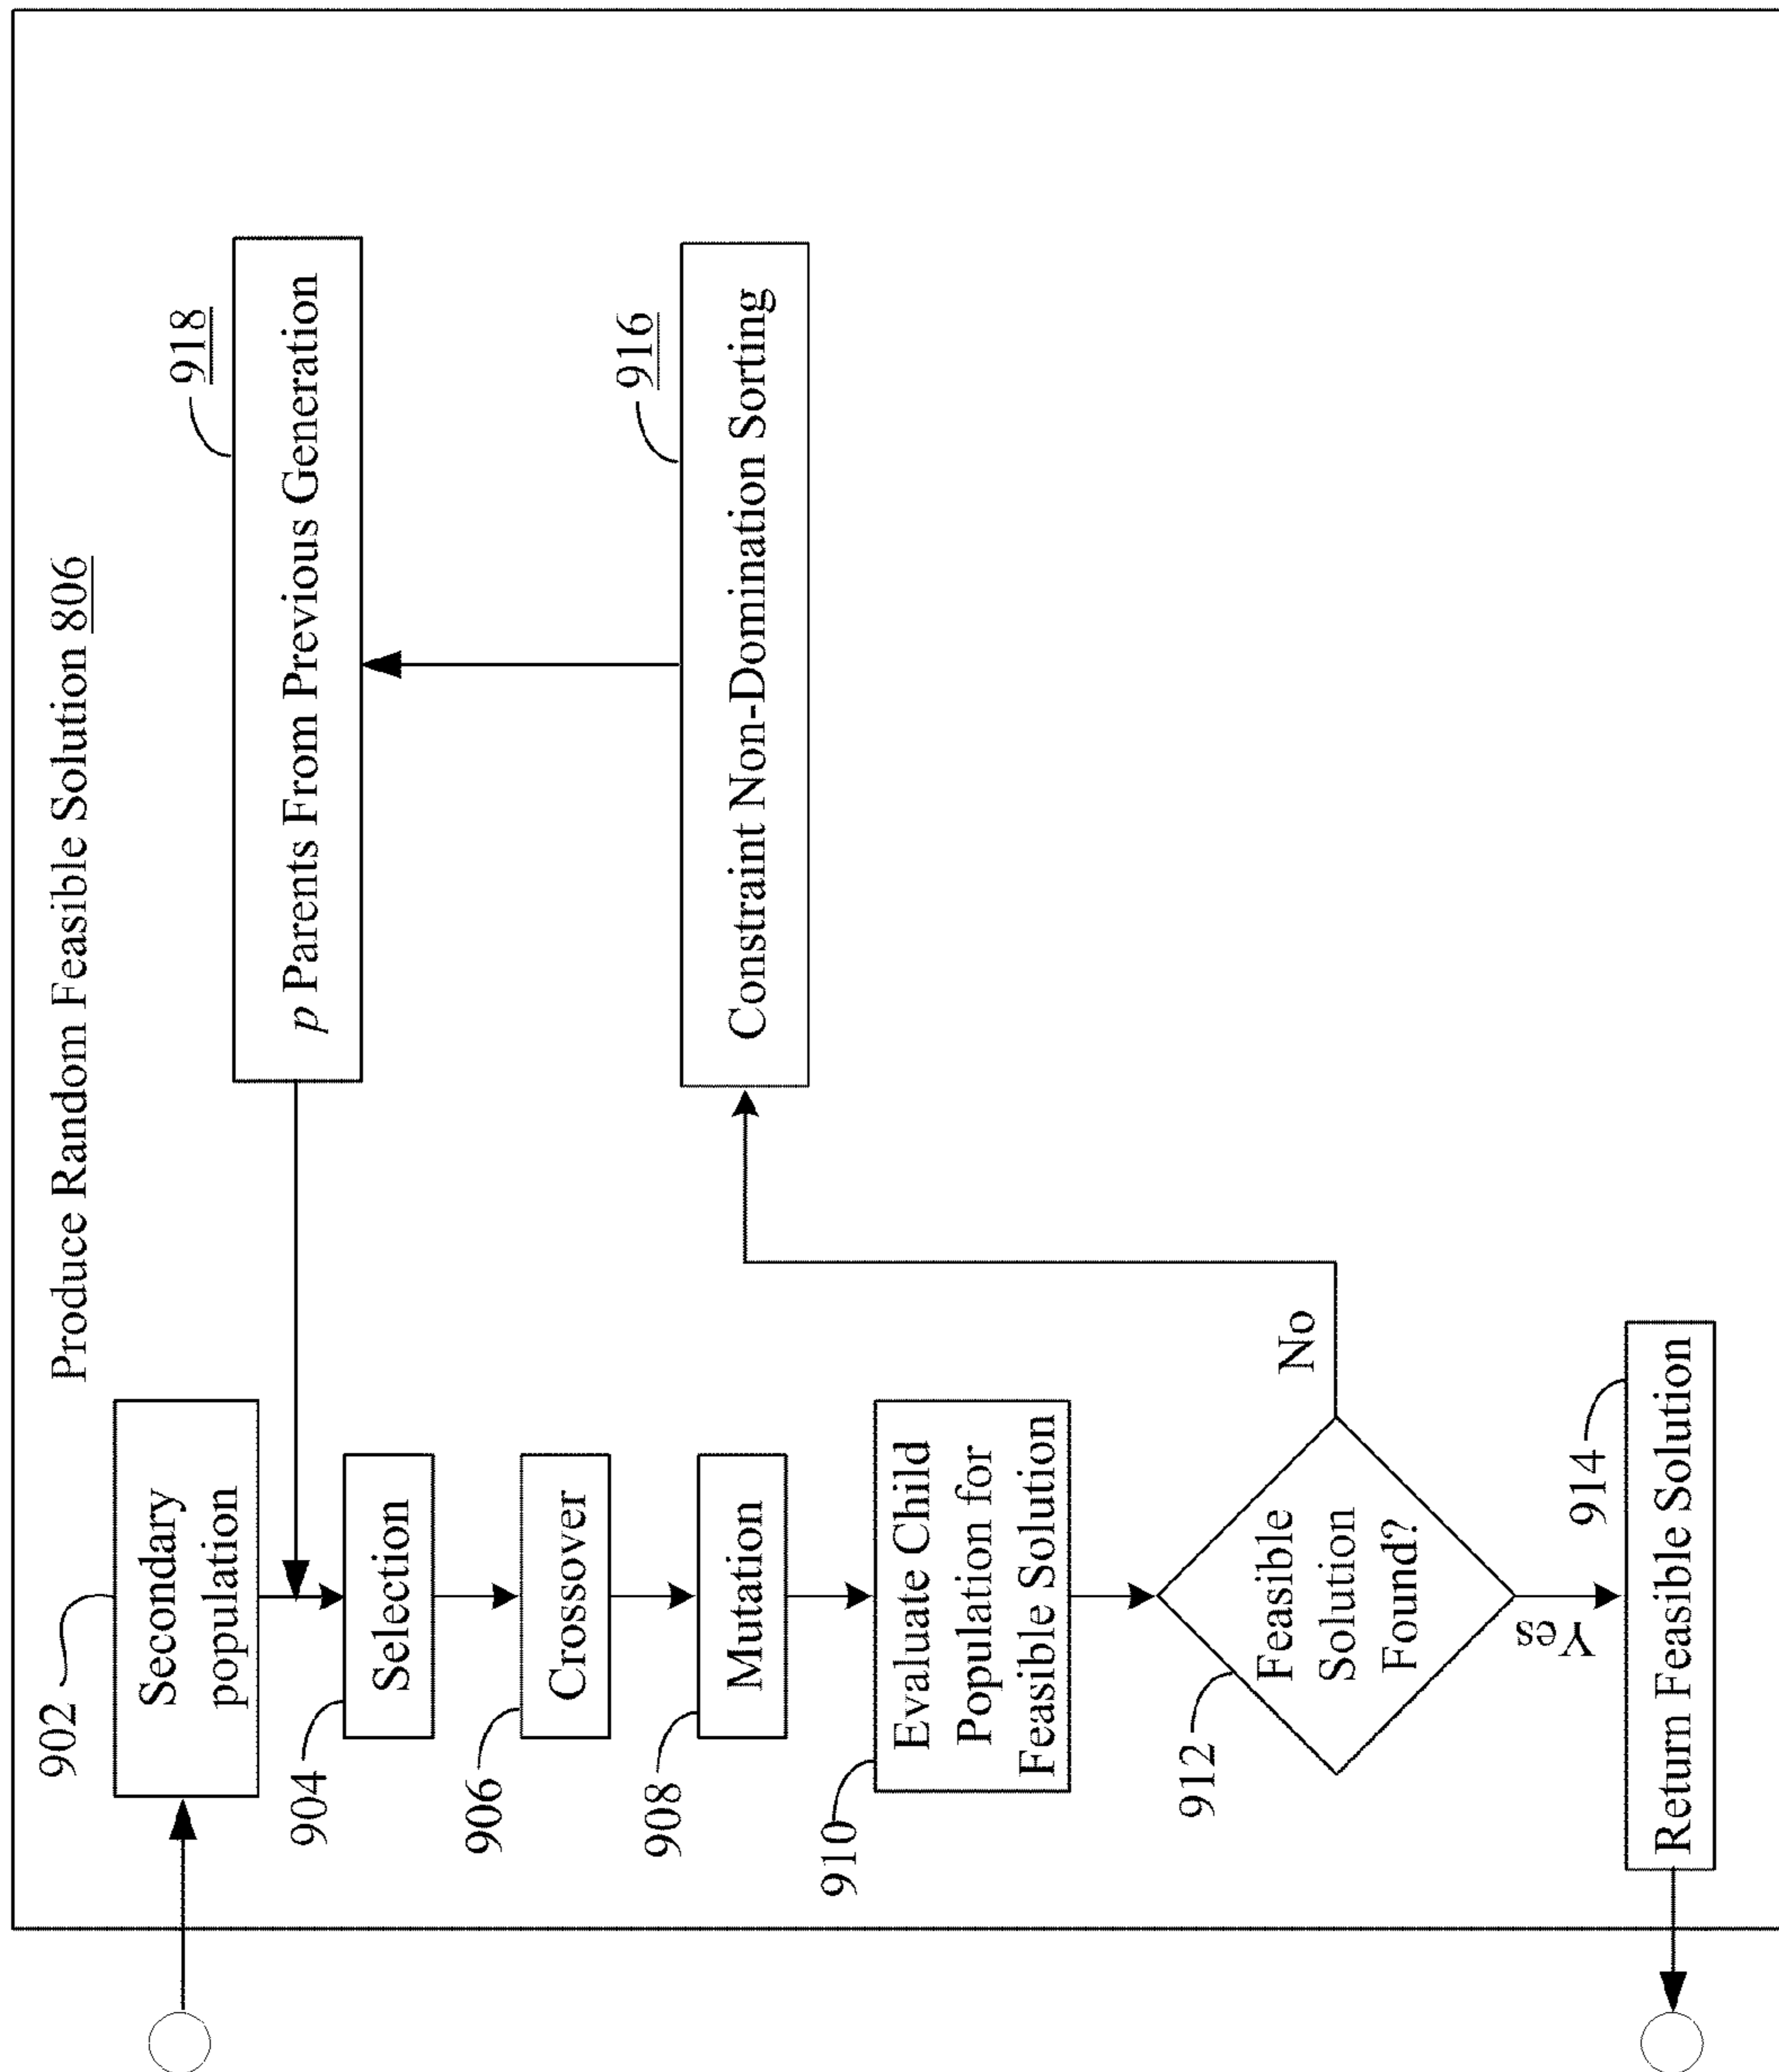 Produce Random Feasible Solution 806
902
Secondary
population
904
Selection
906
Crossover
908
Mutation
910
Evaluate Child
Population for
Feasible Solution
912
Feasible
Solution
Found?
No
Yes
914
Return Feasible Solution
916
Constraint Non-Domination Sorting
918
p Parents From Previous Generation